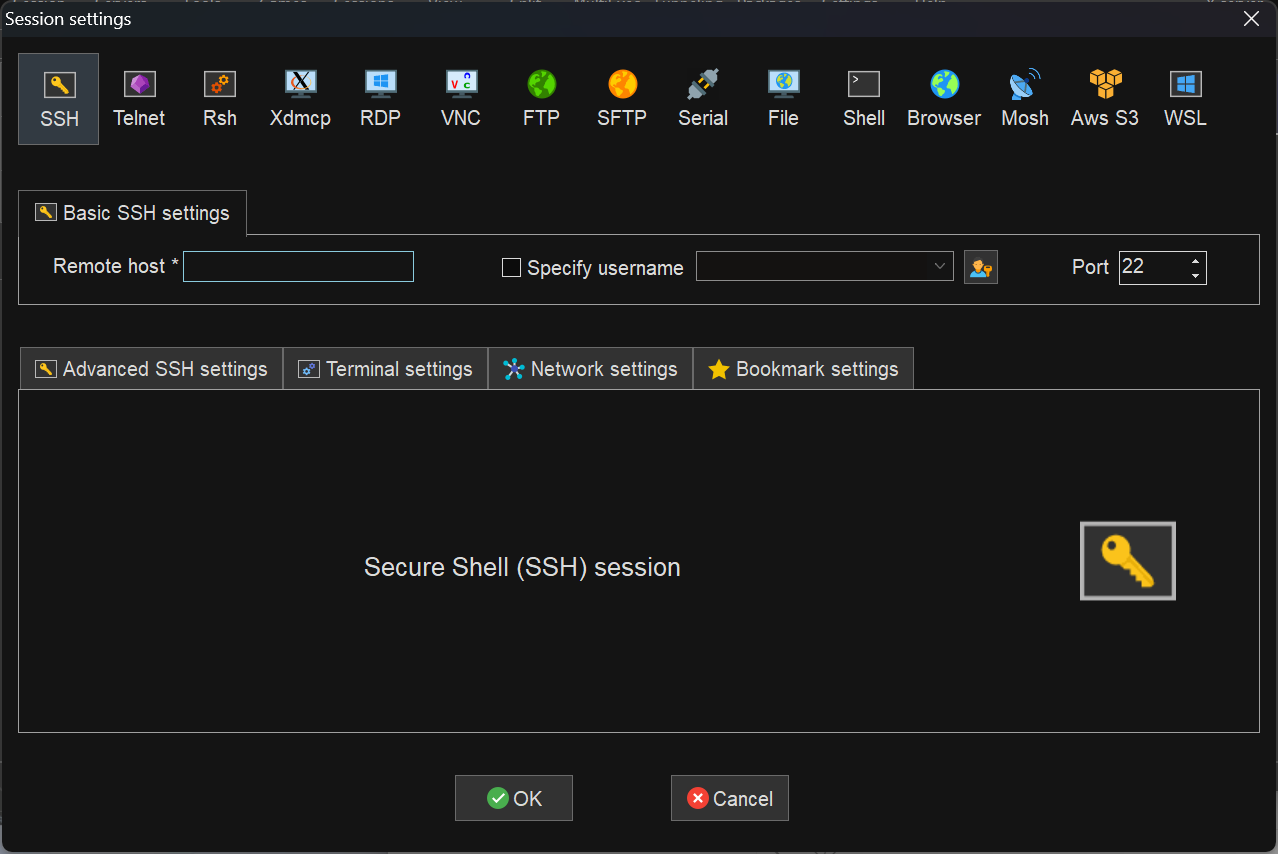 Session settings
SSH Telnet Rsh Xdmcp RDP VNC FTP SFTP Serial File Shell Browser Mosh Aws S3 WSL
Basic SSH settings
Remote host * Specify username Port 22
Advanced SSH settings Terminal settings Network settings Bookmark settings
Secure Shell (SSH) session
OK Cancel